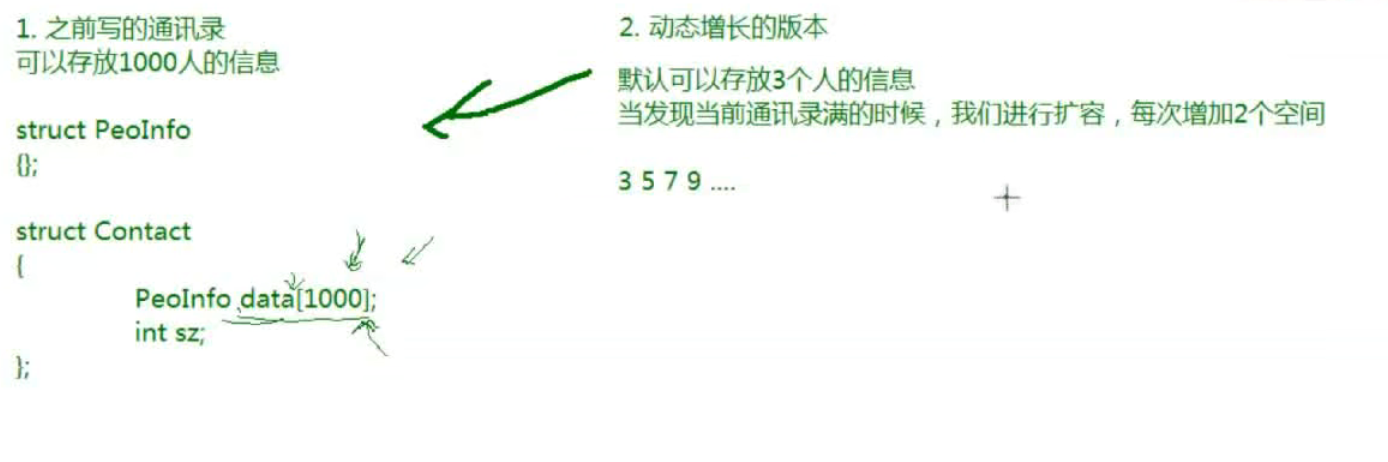 1. 之前写的通讯录
可以存放1000人的信息
struct PeoInfo
{};
struct Contact
{
PeoInfo data[1000];
int sz;
};
2. 动态增长的版本
默认可以存放3个人的信息
当发现当前通讯录满的时候，我们进行扩容，每次增加2个空间
3 5 7 9 ....